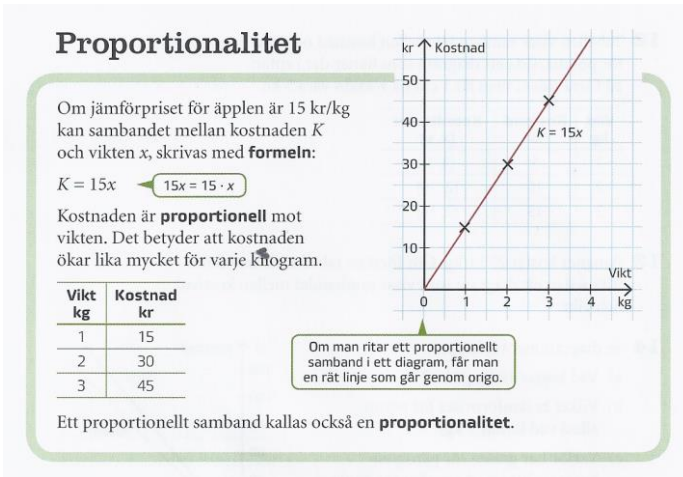 Proportionalitet
Om jämförpriset för äpplen är 15 kr/kg
kan sambandet mellan kostnaden K
och vikten x, skrivas med formeln:
K = 15x
15x = 15 · x
Kostnaden är proportionell mot
vikten. Det betyder att kostnaden
ökar lika mycket för varje kilogram.
Vikt Kostnad
kg kr
1 15
2 30
3 45
kr Kostnad
50
40
30
20
10
K = 15x
Vikt
0 1 2 3 4 kg
Om man ritar ett proportionellt
samband i ett diagram, får man
en rät linje som går genom origo.
Ett proportionellt samband kallas också en proportionalitet.